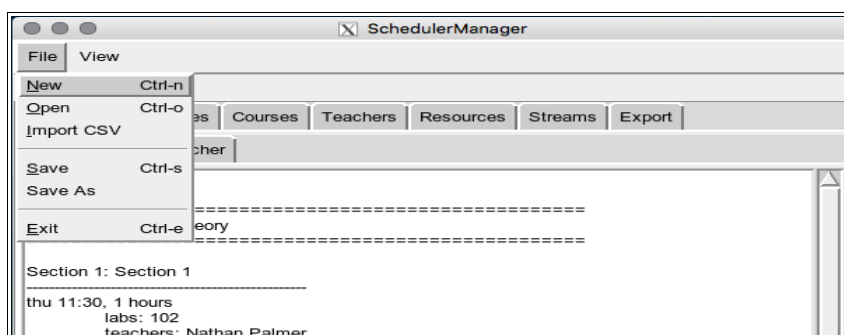 SchedulerManager
File View
New Ctrl-n
Open Ctrl-o
Import CSV
Save Ctrl-s
Save As
Exit Ctrl-e
es Courses Teachers Resources Streams Export
cher
===================================
eory
===================================
Section 1: Section 1
--------------------------------------------------
thu 11:30, 1 hours
labs: 102
teachers: Nathan Palmer